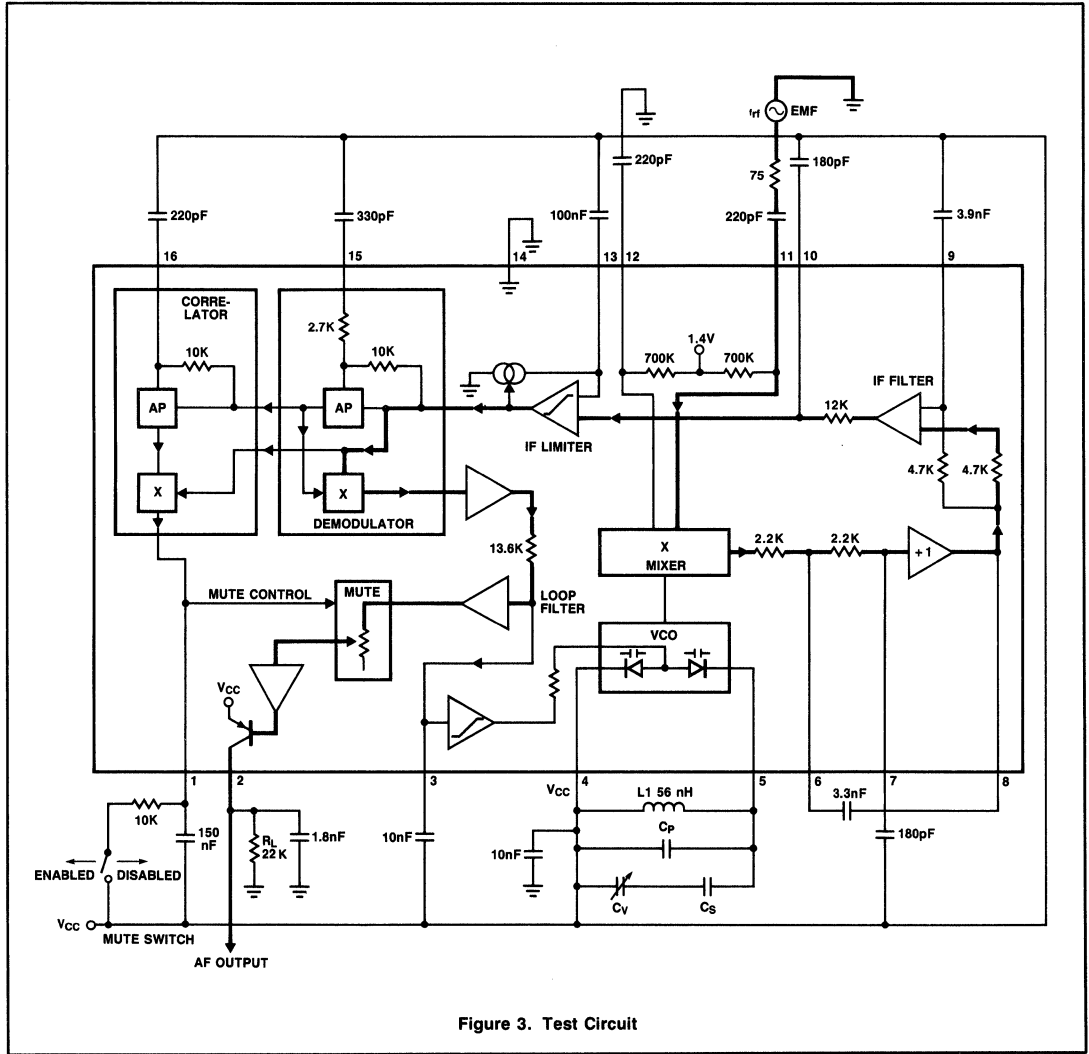 frf EMF
220pF
180pF
75
220pF
330pF
100nF
220pF
3.9nF
16
15
14
13
12
11
10
9
CORRE-
LATOR
2.7K
1.4V
10K
10K
700K
700K
IF FILTER
AP
AP
12K
IF LIMITER
4.7K
4.7K
X
X
DEMODULATOR
13.6K
X
MIXER
2.2K
2.2K
+1
MUTE CONTROL
MUTE
LOOP
FILTER
VCO
VCC
1
2
3
4
5
6
7
8
VCC
L1 56 nH
3.3nF
10K
150
nF
RL
22 K
1.8nF
10nF
10nF
CP
180pF
ENABLED
DISABLED
CV
CS
VCC
MUTE SWITCH
AF OUTPUT
Figure 3. Test Circuit